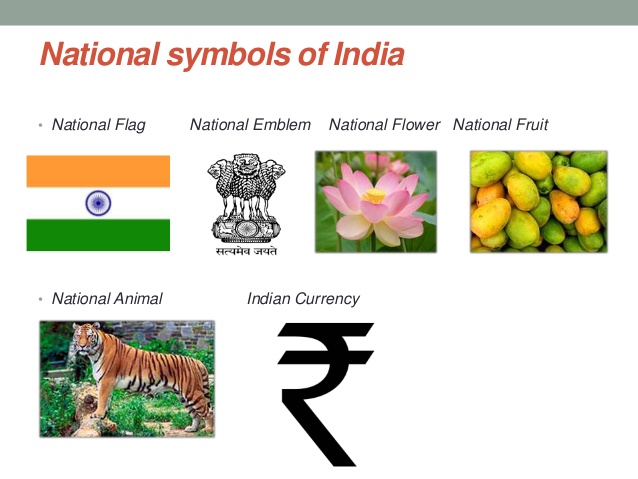 National symbols of India
• National Flag National Emblem National Flower National Fruit
सत्यमेव जयते
• National Animal Indian Currency
₹